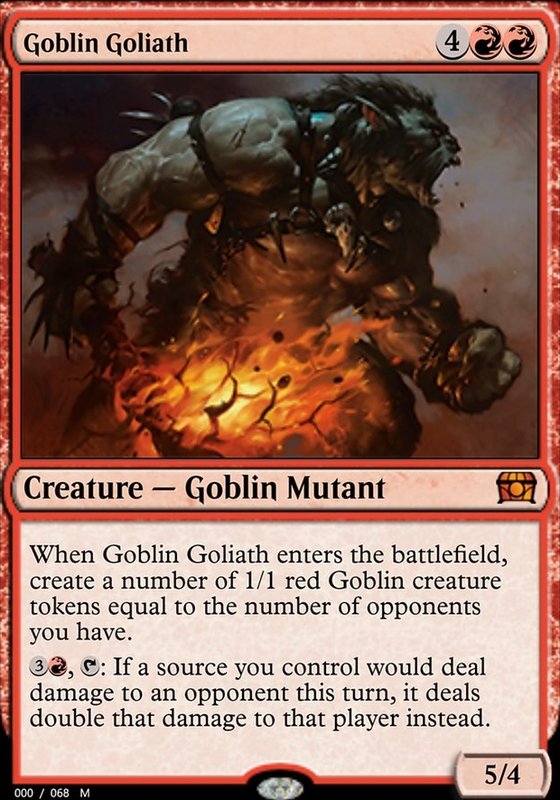 Goblin Goliath 4
Creature — Goblin Mutant
When Goblin Goliath enters the battlefield,
create a number of 1/1 red Goblin creature
tokens equal to the number of opponents
you have.
3 , : If a source you control would deal
damage to an opponent this turn, it deals
double that damage to that player instead.
5/4
000 / 068 M